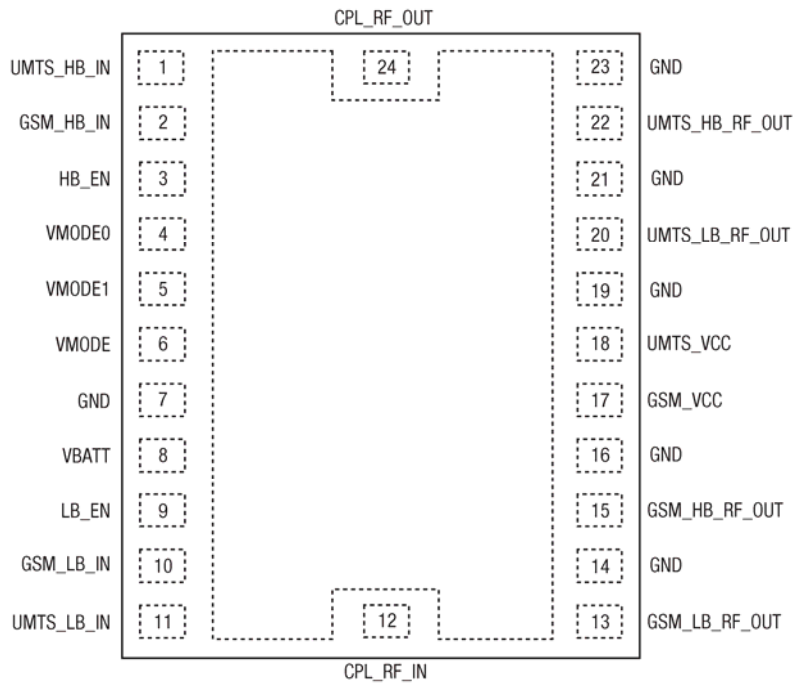 CPL_RF_OUT
UMTS_HB_IN 1 24 23 GND
GSM_HB_IN 2 22 UMTS_HB_RF_OUT
HB_EN 3 21 GND
VMODE0 4 20 UMTS_LB_RF_OUT
VMODE1 5 19 GND
VMODE 6 18 UMTS_VCC
GND 7 17 GSM_VCC
VBATT 8 16 GND
LB_EN 9 15 GSM_HB_RF_OUT
GSM_LB_IN 10 14 GND
UMTS_LB_IN 11 12 13 GSM_LB_RF_OUT
CPL_RF_IN